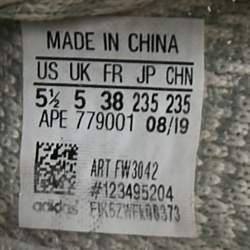 MADE IN CHINA
US UK FR JP CHN
5½ 5 38 235 235
APE 779001 08/19
ART FW3042
#123495204
adidas